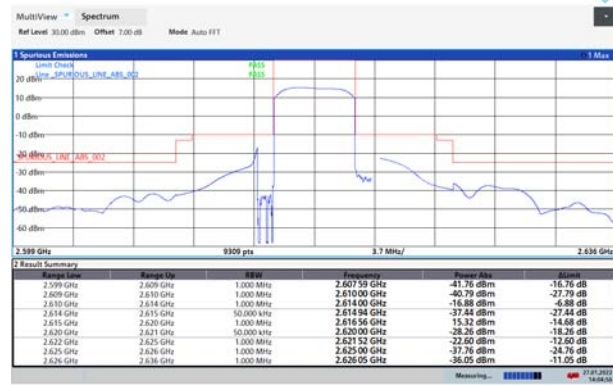 MultiView Spectrum
Ref Level 30.00 dBm Offset 7.00 dB Mode Auto FFT
1 Spurious Emissions 1 Max
Limit Check PASS
Line _SPURIOUS_LINE_ABS_002 PASS
20 dBm
10 dBm
0 dBm
-10 dBm
-20 dBm
_SPURIOUS_LINE_ABS_002
-30 dBm
-40 dBm
-50 dBm
-60 dBm
2.599 GHz 9309 pts 3.7 MHz/ 2.636 GHz
2 Result Summary
Range Low Range Up RBW Frequency Power Abs ΔLimit
2.599 GHz 2.609 GHz 1.000 MHz 2.607 59 GHz -41.76 dBm -16.76 dB
2.609 GHz 2.610 GHz 1.000 MHz 2.610 00 GHz -40.79 dBm -27.79 dB
2.610 GHz 2.614 GHz 1.000 MHz 2.614 00 GHz -16.88 dBm -6.88 dB
2.614 GHz 2.615 GHz 50.000 kHz 2.614 94 GHz -37.44 dBm -27.44 dB
2.615 GHz 2.620 GHz 1.000 MHz 2.616 56 GHz 15.32 dBm -14.68 dB
2.620 GHz 2.621 GHz 50.000 kHz 2.620 00 GHz -28.26 dBm -18.26 dB
2.622 GHz 2.625 GHz 1.000 MHz 2.621 52 GHz -22.60 dBm -12.60 dB
2.625 GHz 2.626 GHz 1.000 MHz 2.625 00 GHz -37.76 dBm -24.76 dB
2.626 GHz 2.636 GHz 1.000 MHz 2.626 05 GHz -36.05 dBm -11.05 dB
Measuring... 27.01.2022
14:04:56